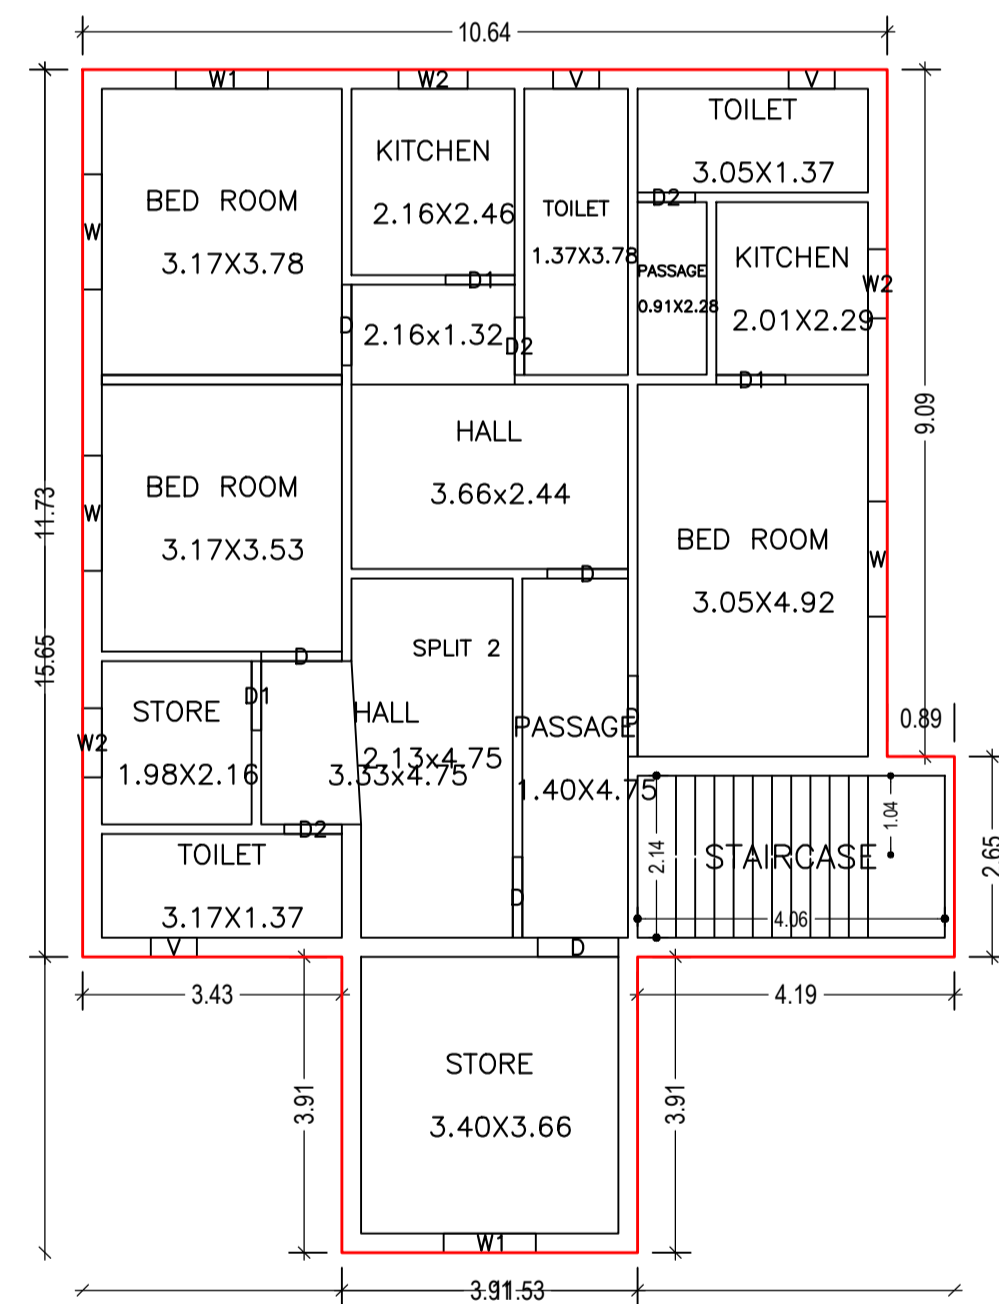 10.64
W1
W2
V
V
TOILET
3.05X1.37
KITCHEN
2.16X2.46
BED ROOM
3.17X3.78
TOILET
1.37X3.78
D2
W
PASSAGE
0.91X2.28
KITCHEN
2.01X2.29
W2
D1
D
2.16x1.32
D2
D1
9.09
HALL
3.66x2.44
BED ROOM
3.17X3.53
W
11.73
BED ROOM
3.05X4.92
W
D
D
SPLIT 2
15.65
D1
STORE
1.98X2.16
W2
HALL
2.13x4.75
3.33x4.75
PASSAGE
1.40X4.75
D
0.89
D2
TOILET
3.17X1.37
V
2.14
STAIRCASE
1.04
2.65
4.06
D
D
3.43
4.19
STORE
3.40X3.66
3.91
3.91
W1
3.91
11.53